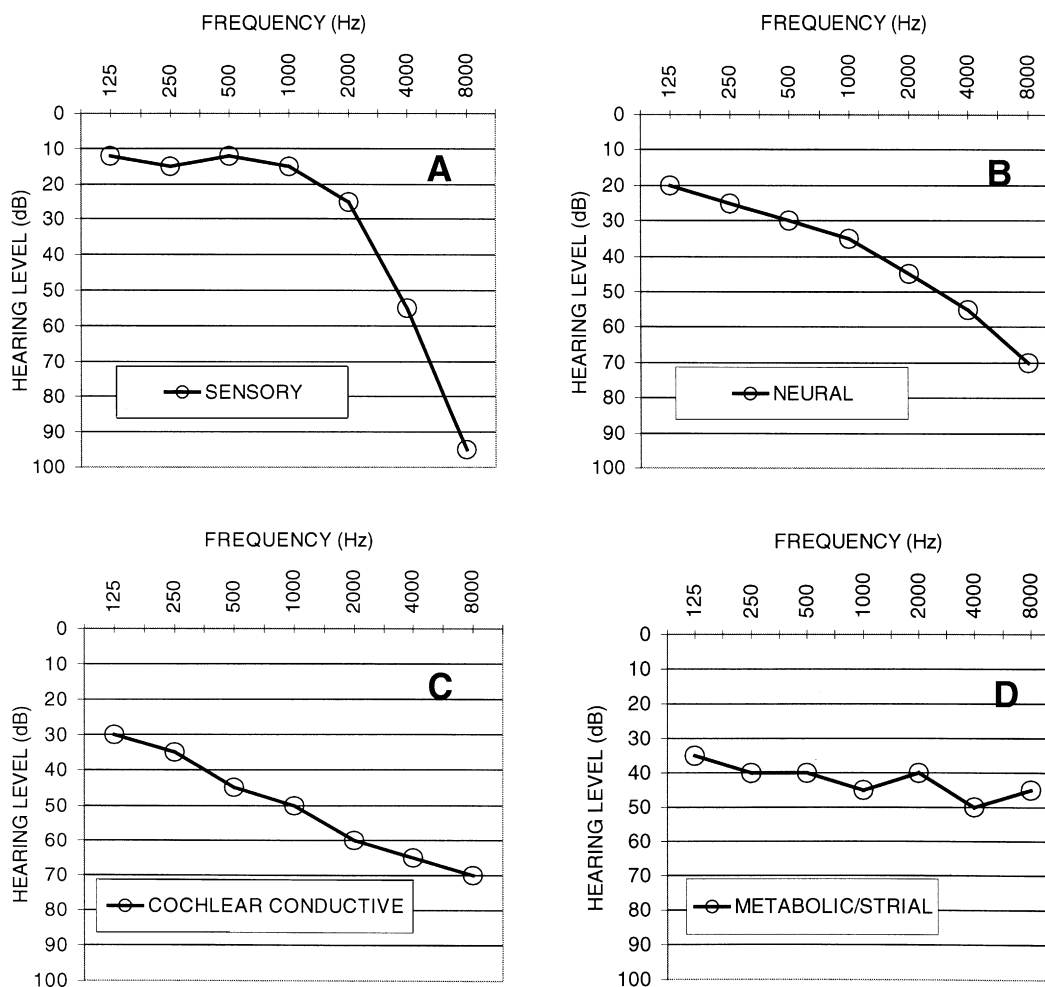 FREQUENCY (Hz)
125 250 500 1000 2000 4000 8000
HEARING LEVEL (dB)
0
10
20
30
40
50
60
70
80
90
100
A
SENSORY
FREQUENCY (Hz)
125 250 500 1000 2000 4000 8000
HEARING LEVEL (dB)
0
10
20
30
40
50
60
70
80
90
100
B
NEURAL
FREQUENCY (Hz)
125 250 500 1000 2000 4000 8000
HEARING LEVEL (dB)
0
10
20
30
40
50
60
70
80
90
100
C
COCHLEAR CONDUCTIVE
FREQUENCY (Hz)
125 250 500 1000 2000 4000 8000
HEARING LEVEL (dB)
0
10
20
30
40
50
60
70
80
90
100
D
METABOLIC/STRIAL